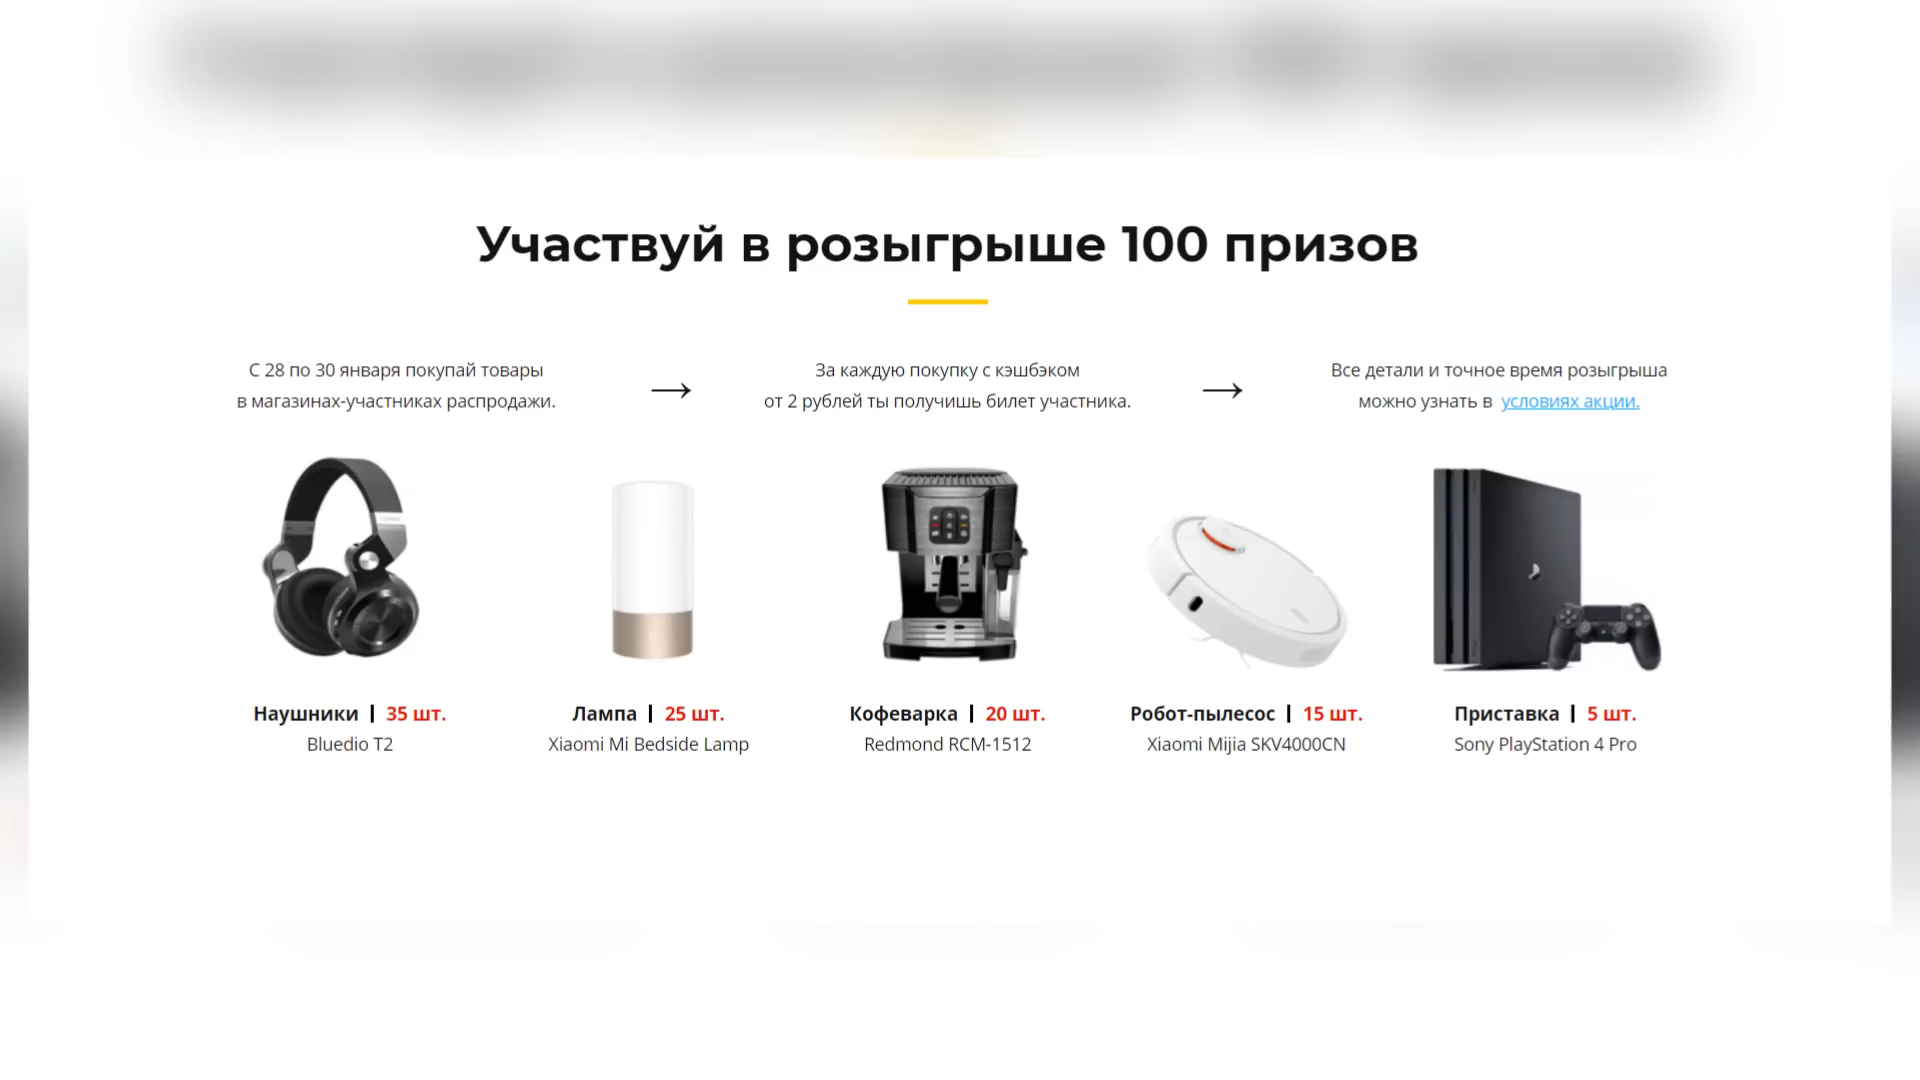 Участвуй в розыгрыше 100 призов
С 28 по 30 января покупай товары
в магазинах-участниках распродажи.
За каждую покупку с кэшбэком
от 2 рублей ты получишь билет участника.
Все детали и точное время розыгрыша
можно узнать в условиях акции.
Наушники | 35 шт.
Bluedio T2
Лампа | 25 шт.
Xiaomi Mi Bedside Lamp
Кофеварка | 20 шт.
Redmond RCM-1512
Робот-пылесос | 15 шт.
Xiaomi Mijia SKV4000CN
Приставка | 5 шт.
Sony PlayStation 4 Pro